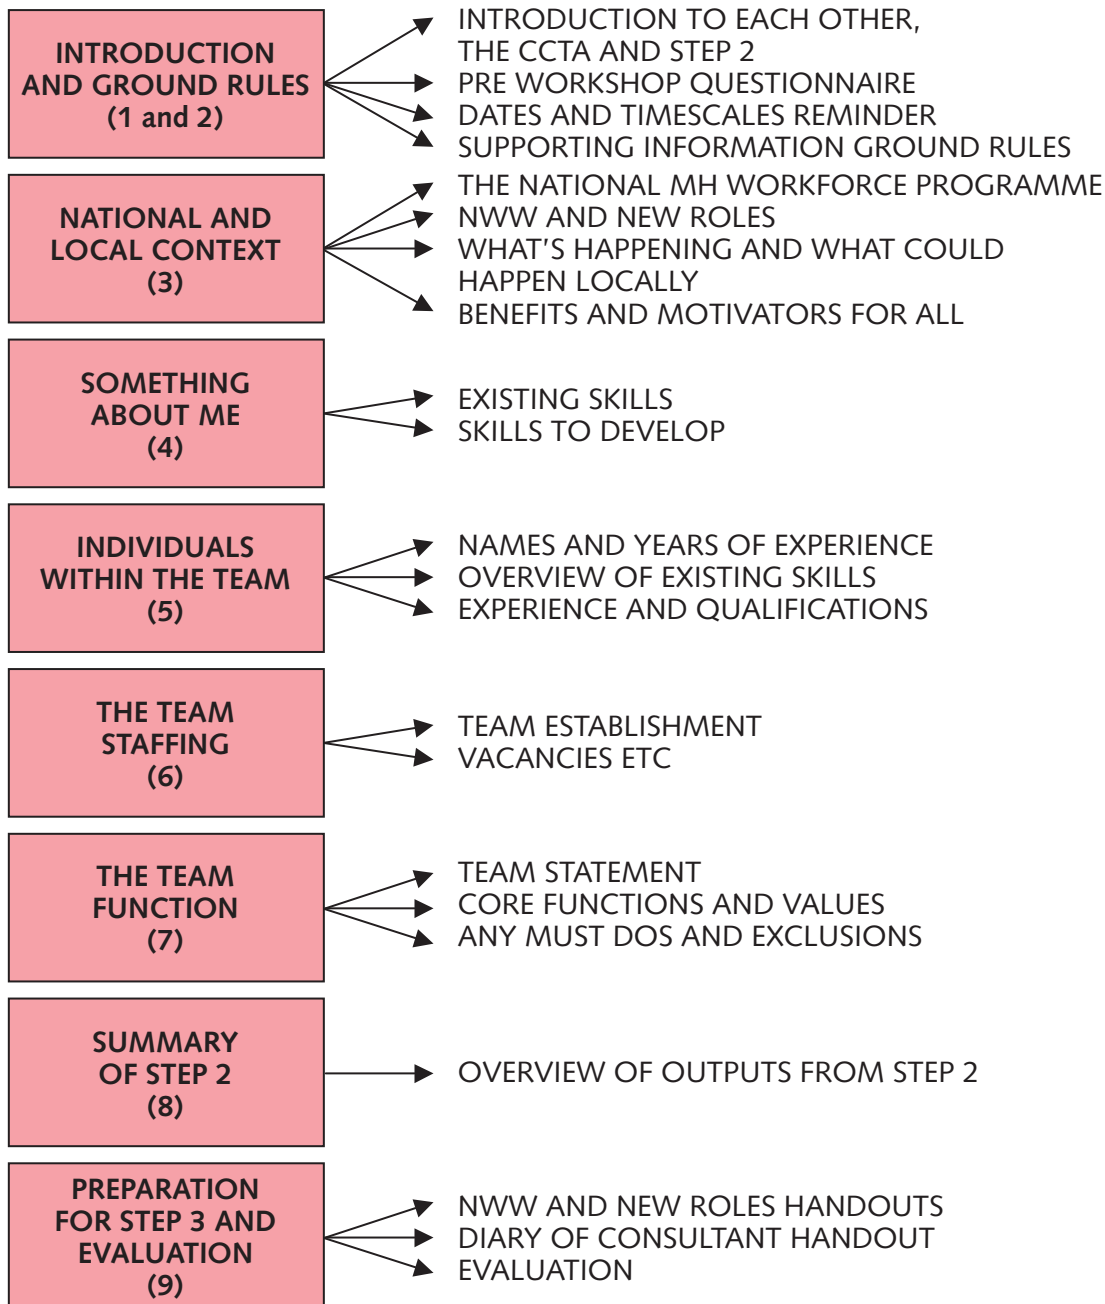 INTRODUCTION
AND GROUND RULES
(1 and 2)
INTRODUCTION TO EACH OTHER,
THE CCTA AND STEP 2
PRE WORKSHOP QUESTIONNAIRE
DATES AND TIMESCALES REMINDER
SUPPORTING INFORMATION GROUND RULES
NATIONAL AND
LOCAL CONTEXT
(3)
THE NATIONAL MH WORKFORCE PROGRAMME
NWW AND NEW ROLES
WHAT'S HAPPENING AND WHAT COULD
HAPPEN LOCALLY
BENEFITS AND MOTIVATORS FOR ALL
SOMETHING
ABOUT ME
(4)
EXISTING SKILLS
SKILLS TO DEVELOP
INDIVIDUALS
WITHIN THE TEAM
(5)
NAMES AND YEARS OF EXPERIENCE
OVERVIEW OF EXISTING SKILLS
EXPERIENCE AND QUALIFICATIONS
THE TEAM
STAFFING
(6)
TEAM ESTABLISHMENT
VACANCIES ETC
THE TEAM
FUNCTION
(7)
TEAM STATEMENT
CORE FUNCTIONS AND VALUES
ANY MUST DOS AND EXCLUSIONS
SUMMARY
OF STEP 2
(8)
OVERVIEW OF OUTPUTS FROM STEP 2
PREPARATION
FOR STEP 3 AND
EVALUATION
(9)
NWW AND NEW ROLES HANDOUTS
DIARY OF CONSULTANT HANDOUT
EVALUATION